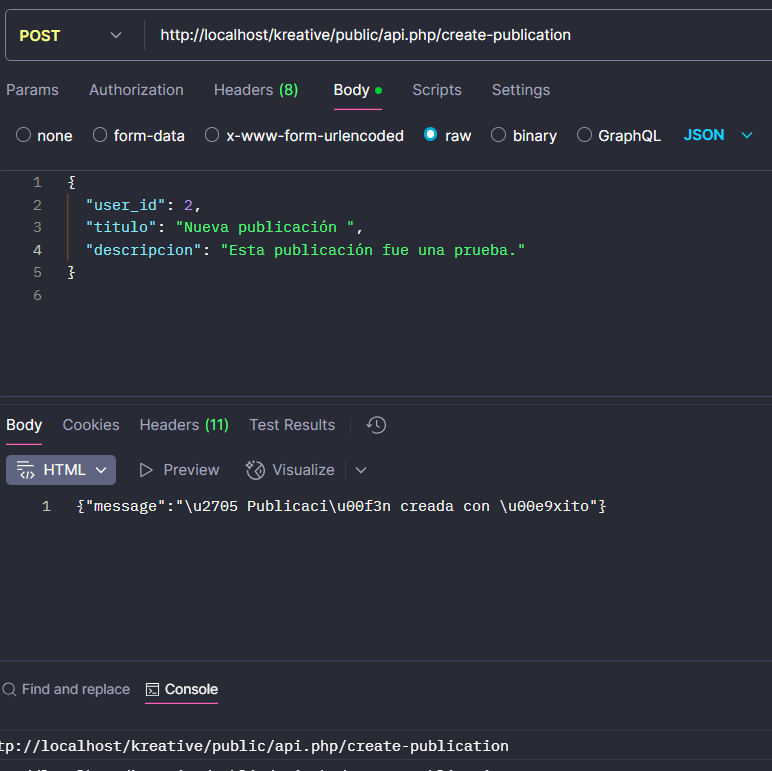 POST http://localhost/kreative/public/api.php/create-publication
Params Authorization Headers (8) Body Scripts Settings
none form-data x-www-form-urlencoded raw binary GraphQL JSON
1 {
2 "user_id": 2,
3 "titulo": "Nueva publicación ",
4 "descripcion": "Esta publicación fue una prueba."
5 }
6
Body Cookies Headers (11) Test Results
HTML Preview Visualize
1 {"message":"\u2705 Publicaci\u00f3n creada con \u00e9xito"}
Find and replace Console
tp://localhost/kreative/public/api.php/create-publication